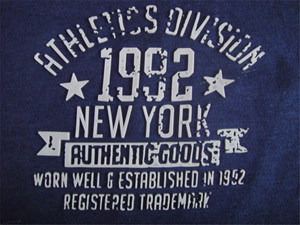 ATHLETICS DIVISION
1992
NEW YORK
AUTHENTIC GOODS
WORN WELL & ESTABLISHED IN 1992
REGISTERED TRADEMARK